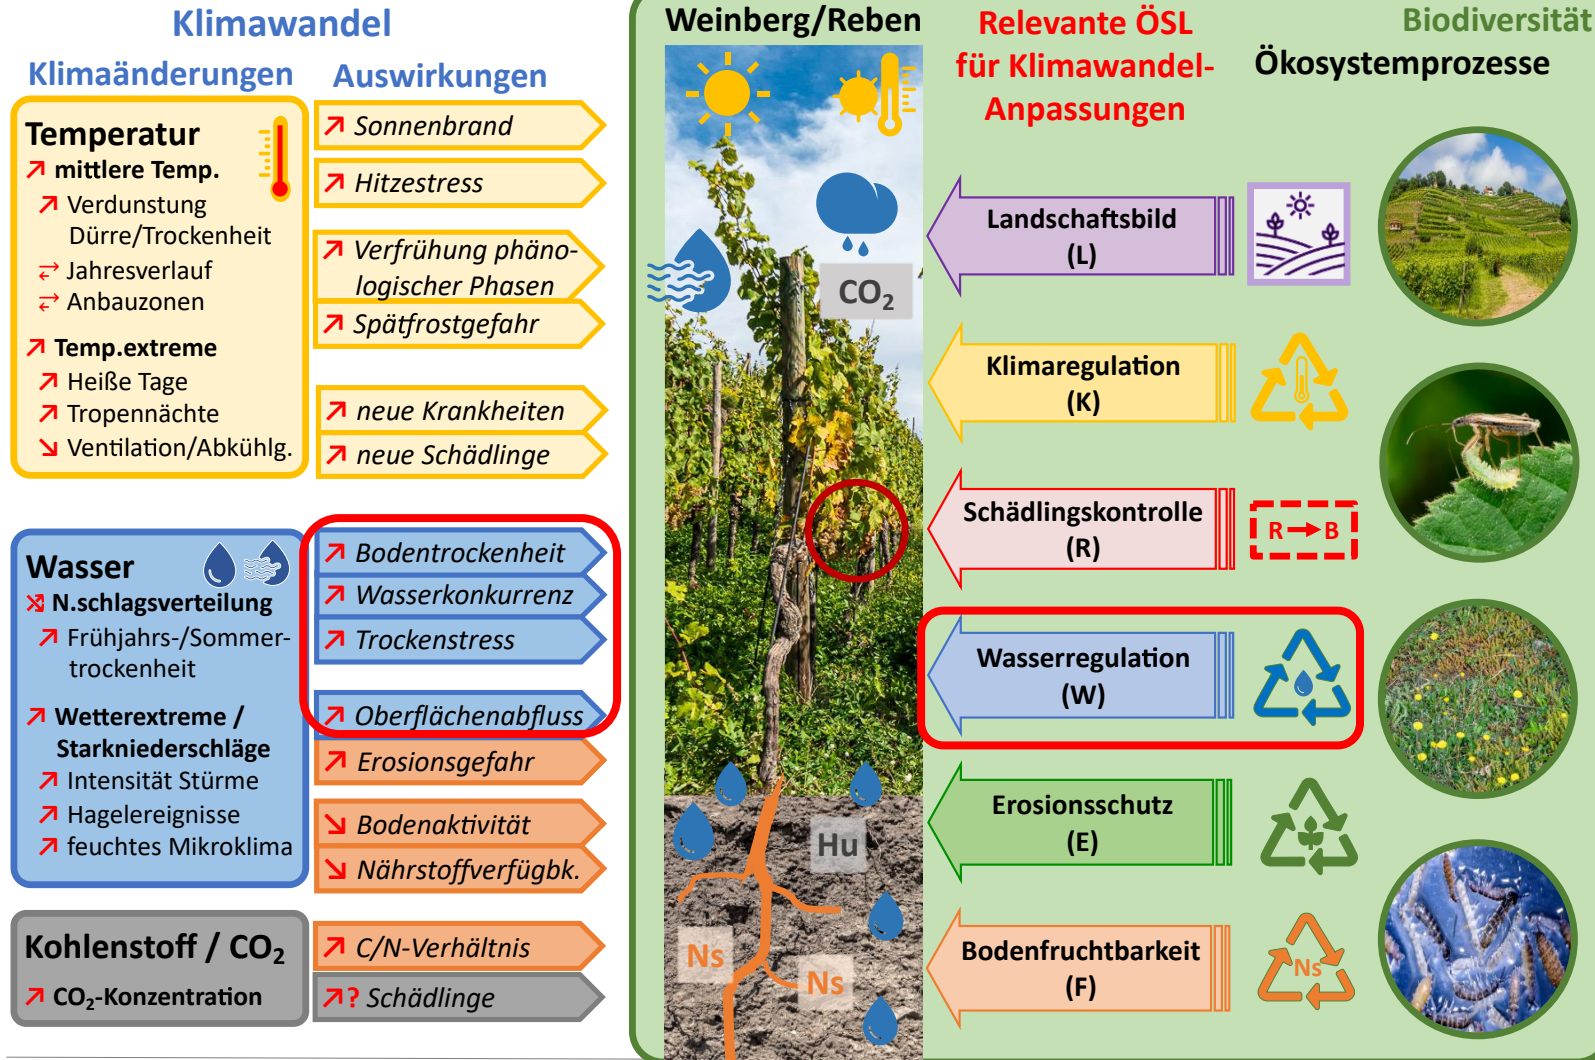 Klimawandel
Klimaänderungen
Auswirkungen
Temperatur
↗ mittlere Temp.
↗ Verdunstung
Dürre/Trockenheit
⇄ Jahresverlauf
⇄ Anbauzonen
↗ Temp.extreme
↗ Heiße Tage
↗ Tropennächte
↘ Ventilation/Abkühlg.
↗ Sonnenbrand
↗ Hitzestress
↗ Verfrühung phäno-
logischer Phasen
↗ Spätfrostgefahr
↗ neue Krankheiten
↗ neue Schädlinge
Wasser
N.schlagsverteilung
↗ Frühjahrs-/Sommer-
trockenheit
↗ Wetterextreme /
Starkniederschläge
↗ Intensität Stürme
↗ Hagelereignisse
↗ feuchtes Mikroklima
↗ Bodentrockenheit
↗ Wasserkonkurrenz
↗ Trockenstress
↗ Oberflächenabfluss
↗ Erosionsgefahr
↘ Bodenaktivität
↘ Nährstoffverfügbk.
Kohlenstoff / CO₂
↗ CO₂-Konzentration
↗ C/N-Verhältnis
↗? Schädlinge
Weinberg/Reben
CO₂
Hu
Ns
Ns
Relevante ÖSL
für Klimawandel-
Anpassungen
Biodiversität
Ökosystemprozesse
Landschaftsbild
(L)
Klimaregulation
(K)
Schädlingskontrolle
(R)
R → B
Wasserregulation
(W)
Erosionsschutz
(E)
Bodenfruchtbarkeit
(F)
Ns